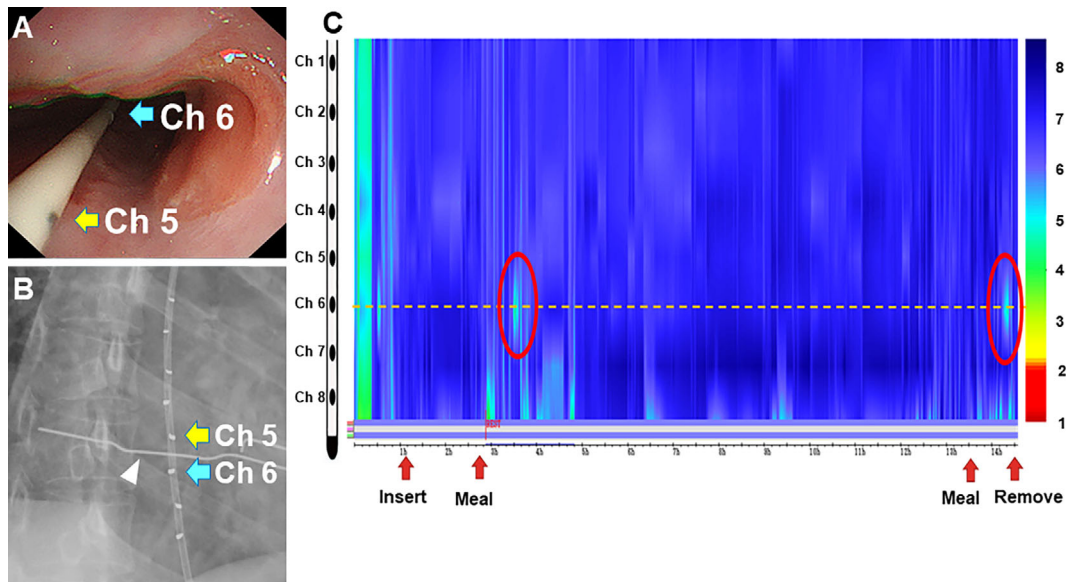 A
Ch 6
Ch 5
B
Ch 5
Ch 6
C
Ch 1
Ch 2
Ch 3
Ch 4
Ch 5
Ch 6
Ch 7
Ch 8
8
7
6
5
4
3
2
1
1h 2h 3h 4h 5h 6h 7h 8h 9h 10h 11h 12h 13h 14h
Insert Meal Meal Remove